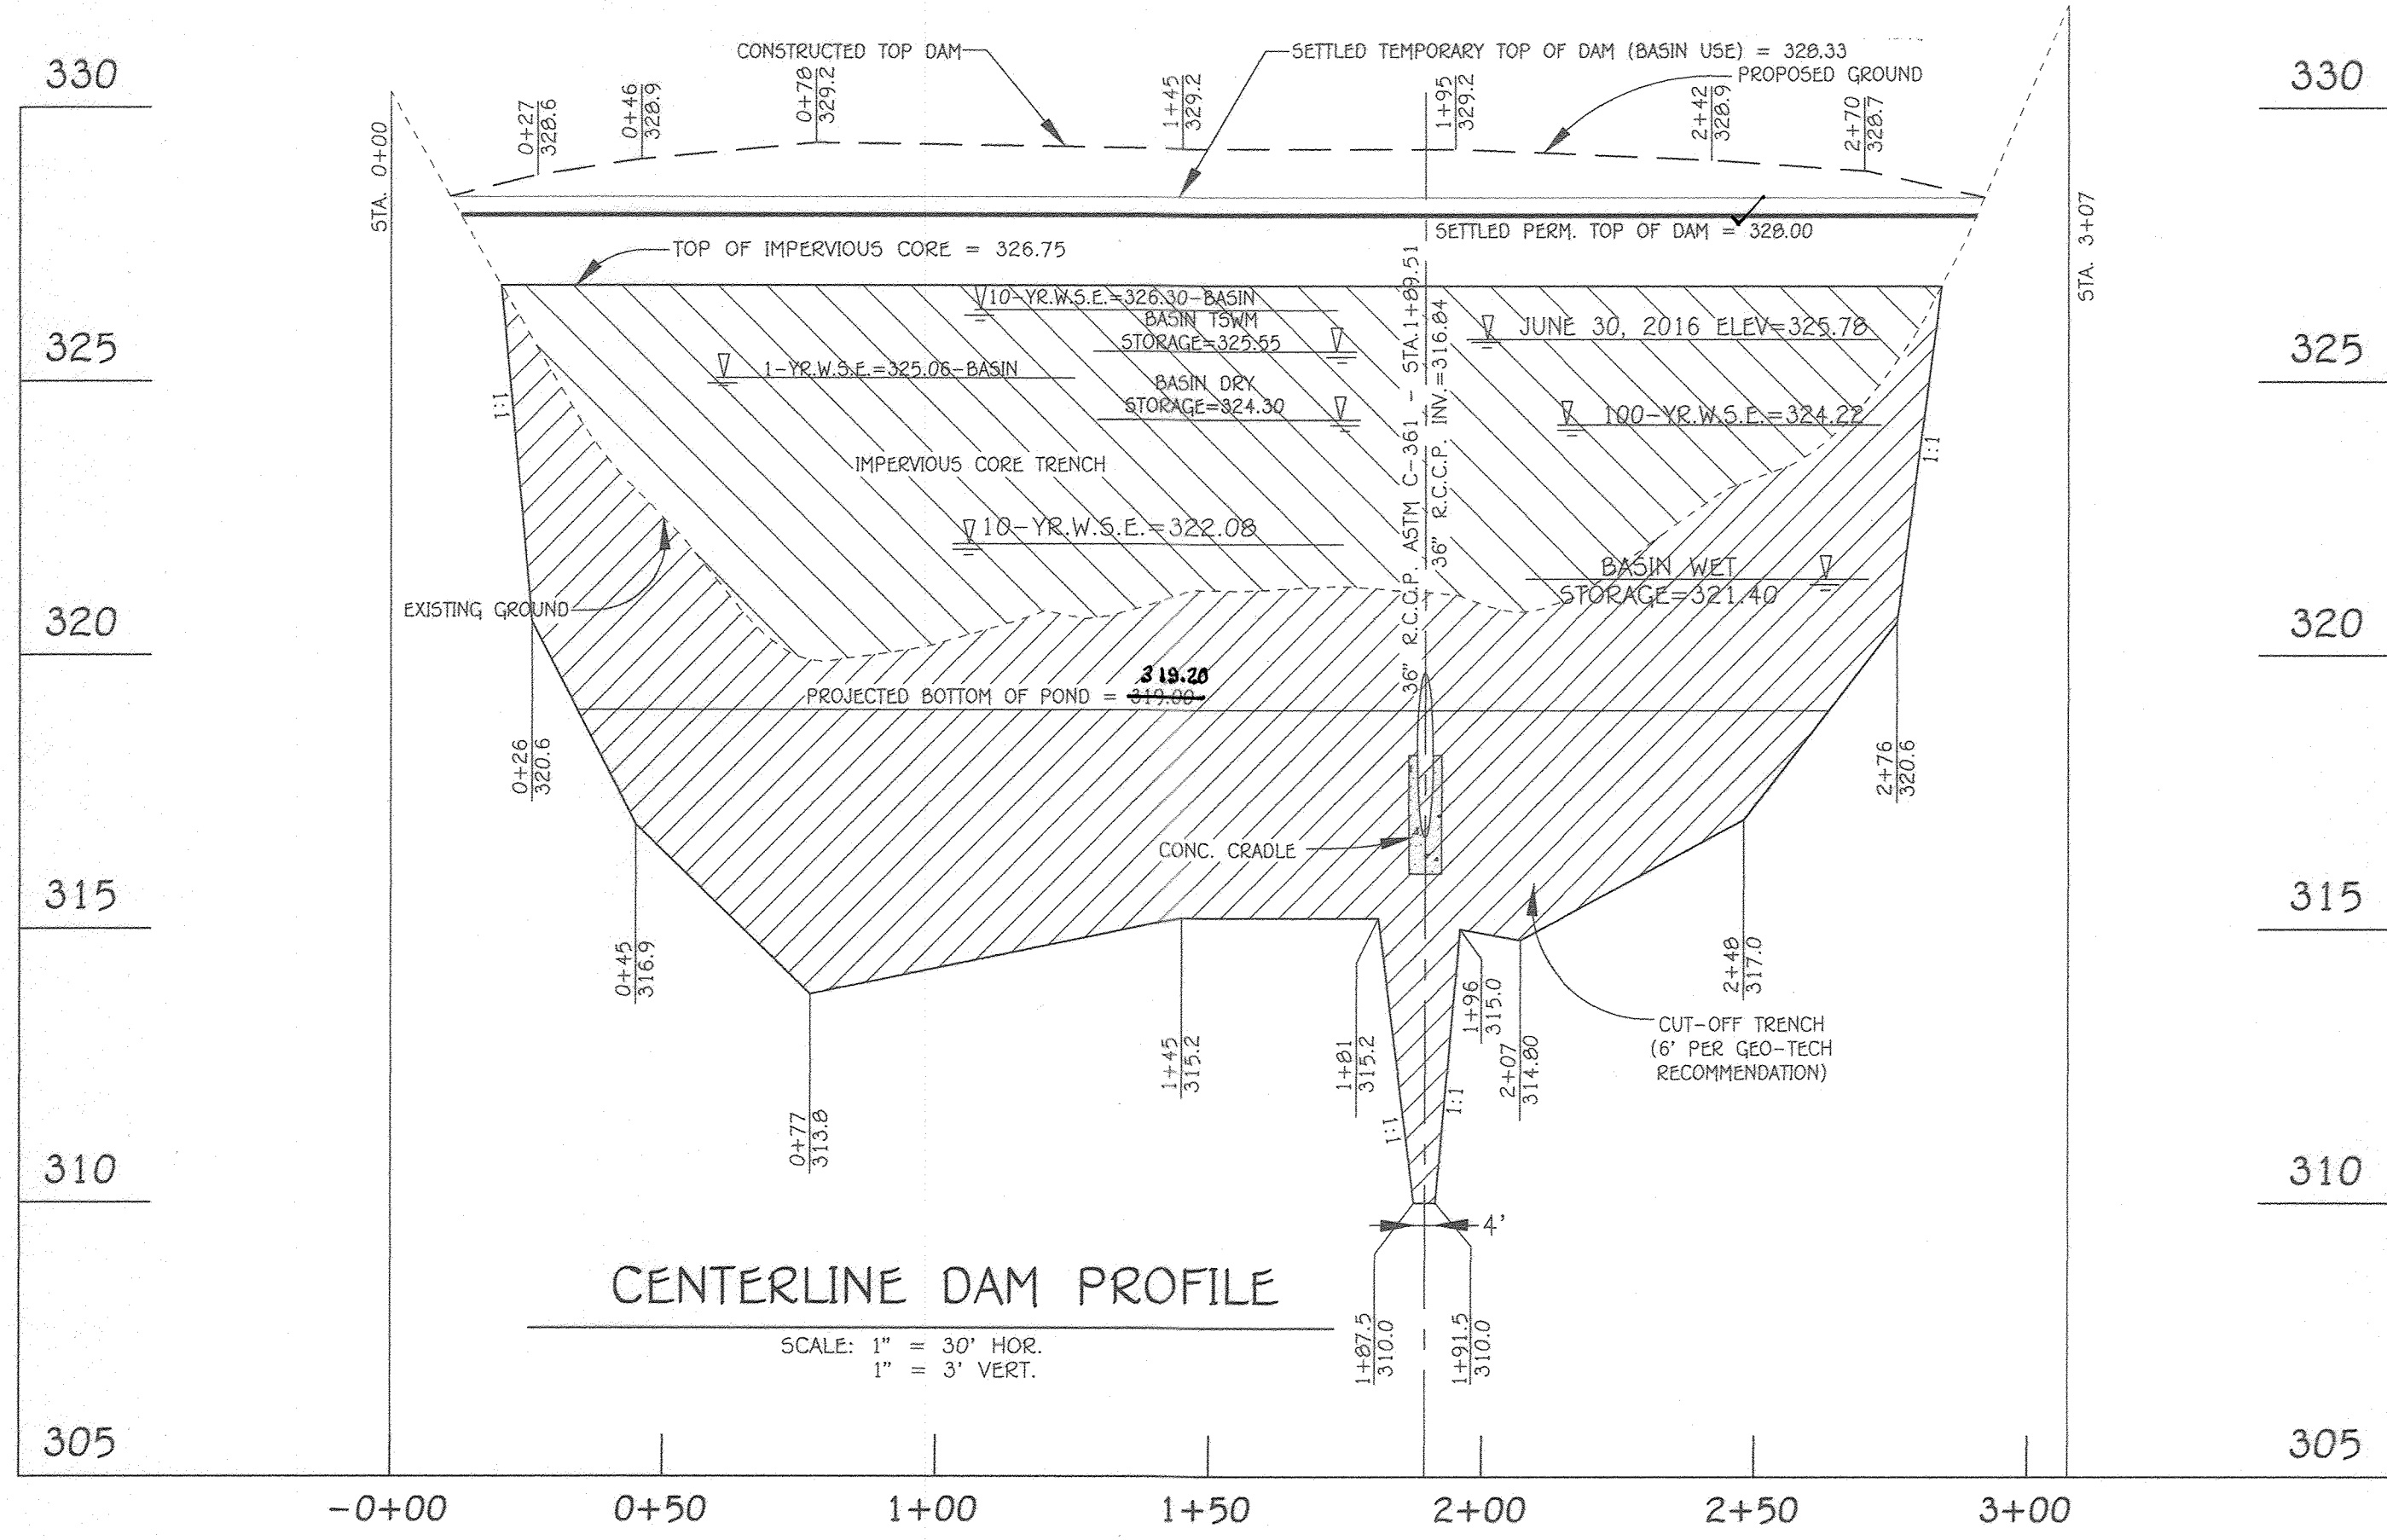 CONSTRUCTED TOP DAM
SETTLED TEMPORARY TOP OF DAM (BASIN USE) = 328.33
PROPOSED GROUND
330
330
0+27
328.6
0+46
328.9
0+78
329.2
1+45
329.2
1+95
329.2
2+42
328.9
2+70
328.7
STA. 0+00
STA. 3+07
SETTLED PERM. TOP OF DAM = 328.00
TOP OF IMPERVIOUS CORE = 326.75
10-YR.W.S.E.=326.30-BASIN
BASIN TSWM
STORAGE=325.55
JUNE 30, 2016 ELEV=325.78
325
325
1-YR.W.S.E.=325.06-BASIN
BASIN DRY
STORAGE=324.30
100-YR.W.S.E.=324.22
1:1
1:1
36" R.C.C.P. ASTM C-361 - STA.1+89.51
36" R.C.C.P. INV.=316.84
IMPERVIOUS CORE TRENCH
10-YR.W.S.E.=322.08
BASIN WET
STORAGE=321.40
EXISTING GROUND
320
320
319.20
PROJECTED BOTTOM OF POND = 319.00
0+26
320.6
2+76
320.6
CONC. CRADLE
315
315
0+45
316.9
2+48
317.0
1+96
315.0
1+45
315.2
1+81
315.2
2+07
314.80
0+77
313.8
CUT-OFF TRENCH
(6' PER GEO-TECH
RECOMMENDATION)
1:1
1:1
310
310
4'
CENTERLINE DAM PROFILE
SCALE: 1" = 30' HOR.
1" = 3' VERT.
1+87.5
310.0
1+91.5
310.0
305
305
-0+00
0+50
1+00
1+50
2+00
2+50
3+00